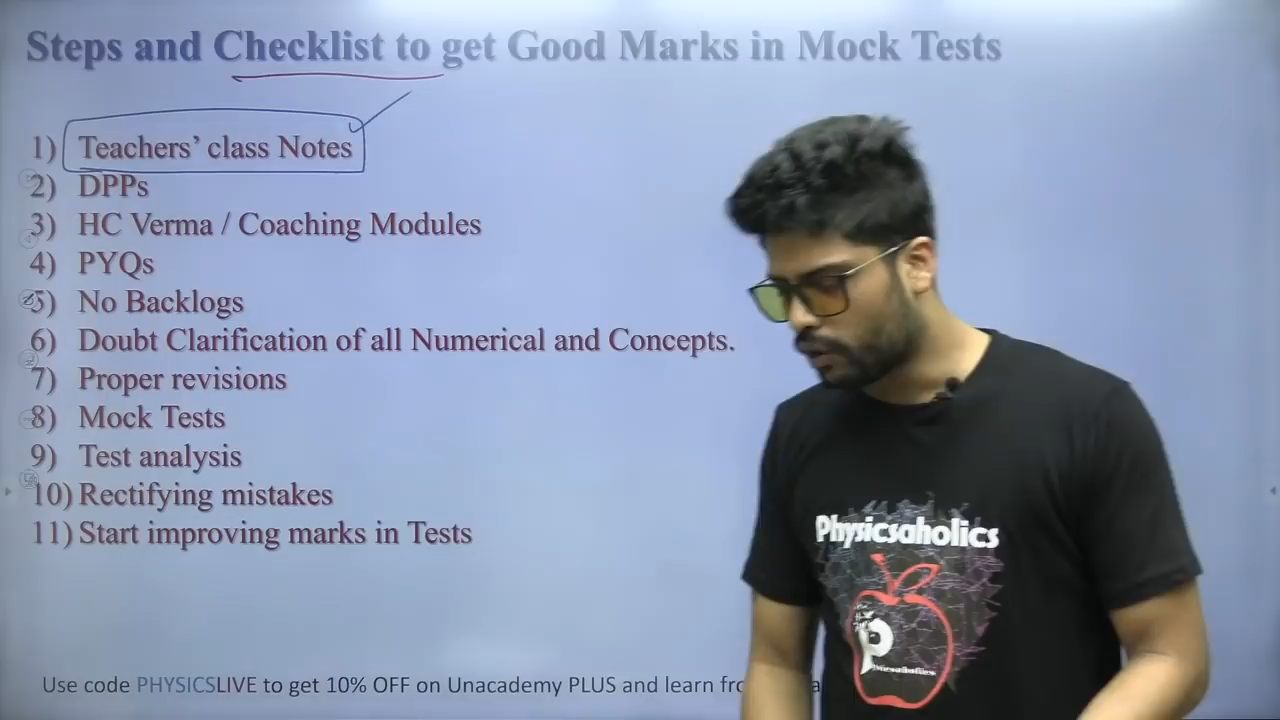 Steps and Checklist to get Good Marks in Mock Tests
1) Teachers' class Notes
2) DPPs
3) HC Verma / Coaching Modules
4) PYQs
5) No Backlogs
6) Doubt Clarification of all Numerical and Concepts.
7) Proper revisions
8) Mock Tests
9) Test analysis
10) Rectifying mistakes
11) Start improving marks in Tests
Physicsaholics
Use code PHYSICSLIVE to get 10% OFF on Unacademy PLUS and learn